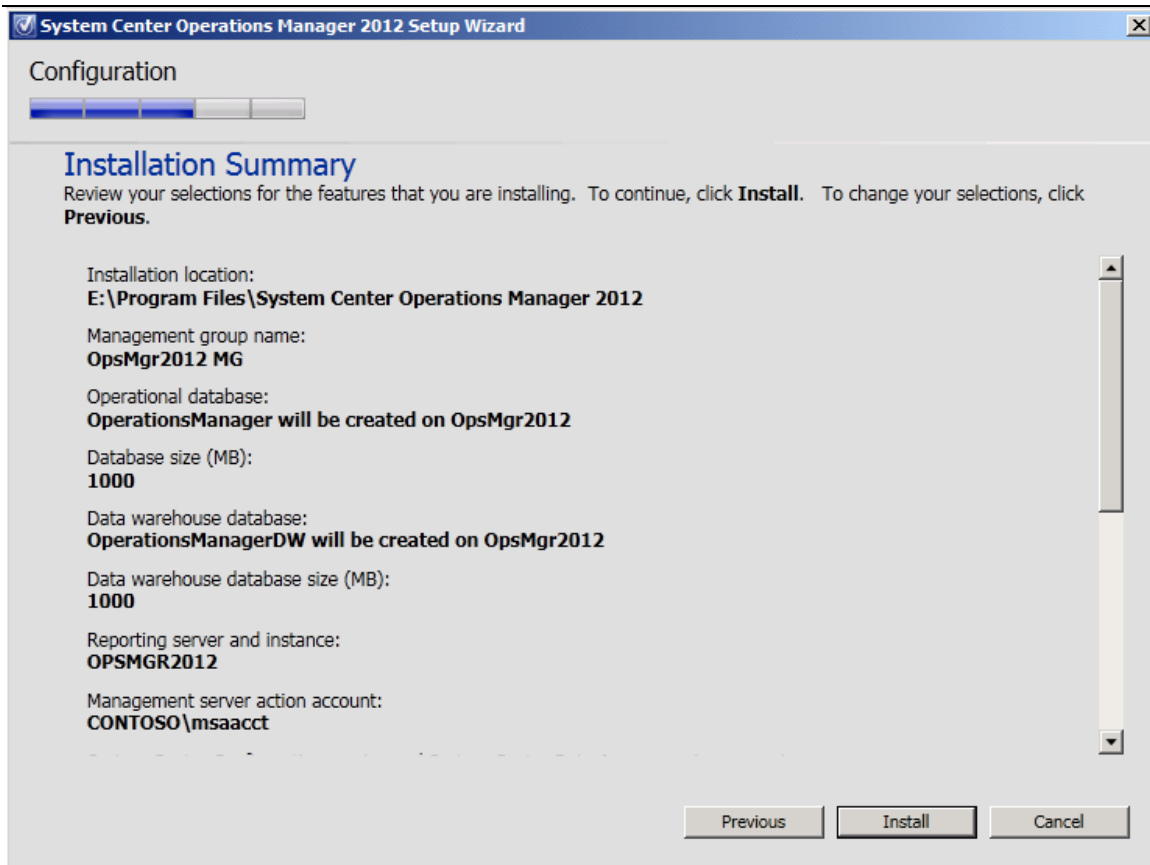 System Center Operations Manager 2012 Setup Wizard
Configuration
Installation Summary
Review your selections for the features that you are installing. To continue, click Install. To change your selections, click
Previous.
Installation location:
E:\Program Files\System Center Operations Manager 2012
Management group name:
OpsMgr2012 MG
Operational database:
OperationsManager will be created on OpsMgr2012
Database size (MB):
1000
Data warehouse database:
OperationsManagerDW will be created on OpsMgr2012
Data warehouse database size (MB):
1000
Reporting server and instance:
OPSMGR2012
Management server action account:
CONTOSO\msaacct
Previous
Install
Cancel